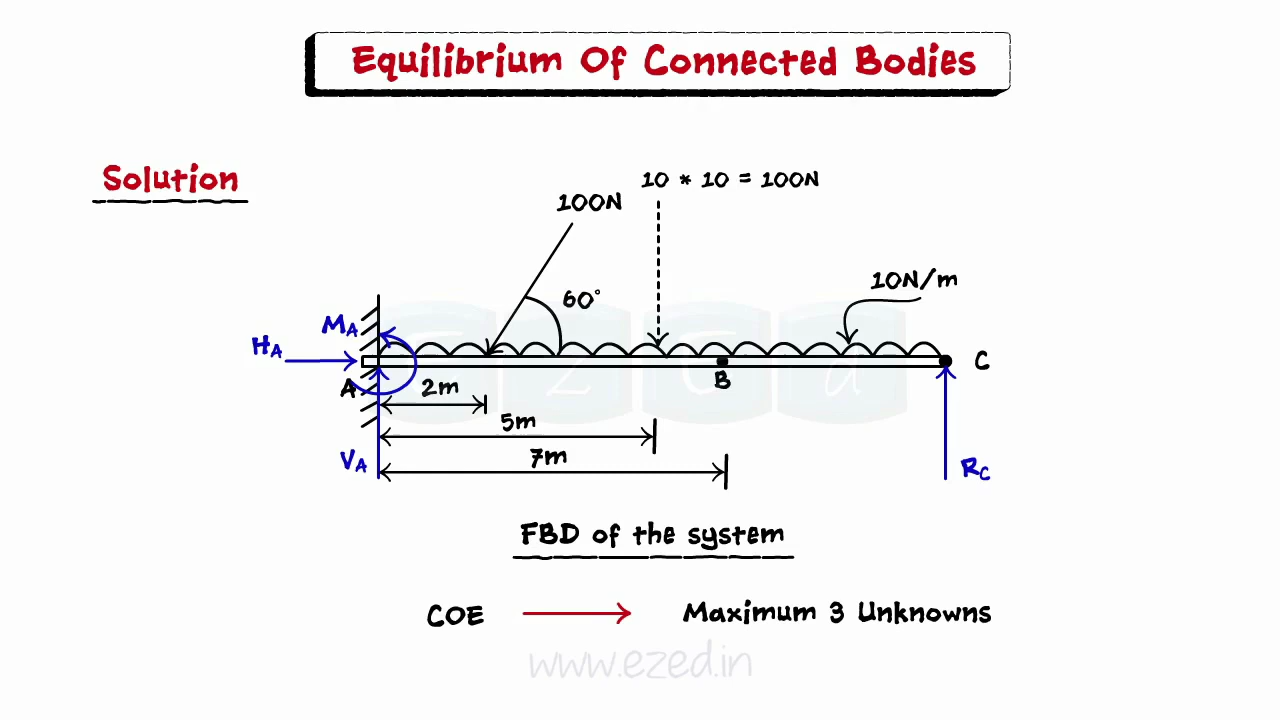 Equilibrium Of Connected Bodies
Solution
10 * 10 = 100N
100N
60°
10N/m
MA
HA
A
2m
B
C
5m
7m
VA
RC
FBD of the system
COE
Maximum 3 Unknowns
www.ezed.in